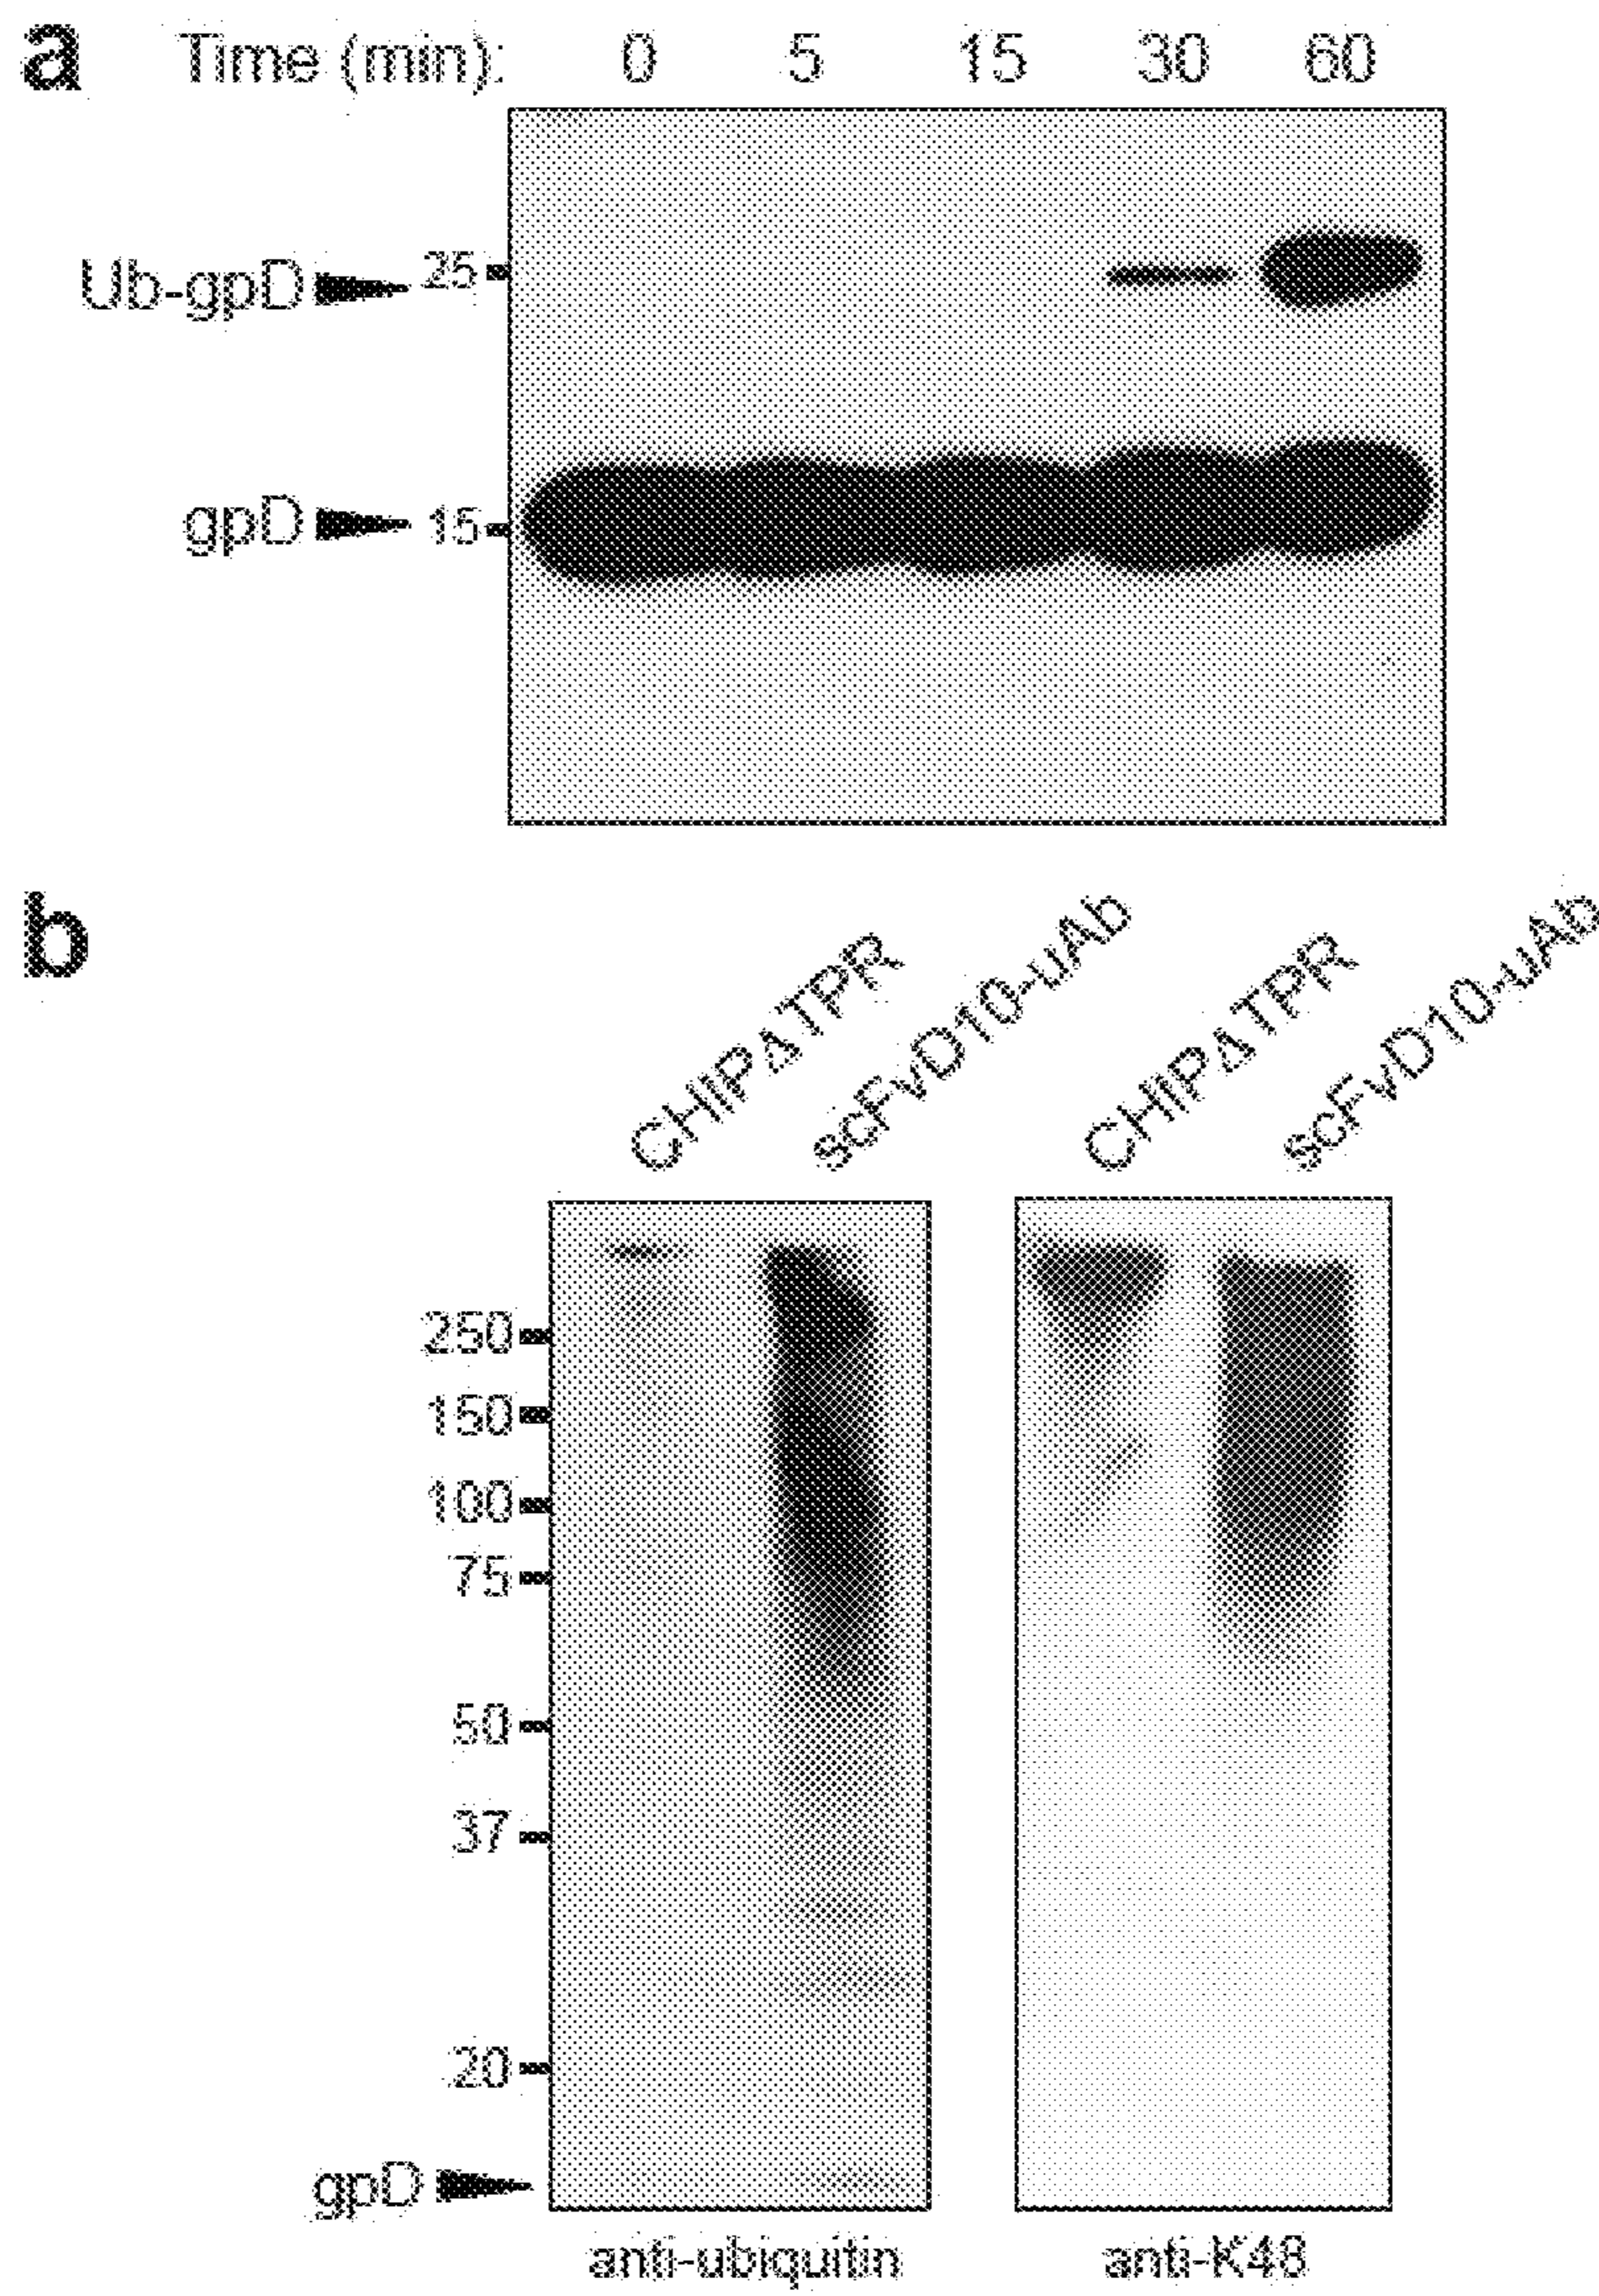 a
Time (min): 0 5 15 30 60
Ub-gpD 25
gpD 15
b
CHIPΔTPR scFvD10-uAb CHIPΔTPR scFvD10-uAb
250
150
100
75
50
37
20
gpD
anti-ubiquitin anti-K48